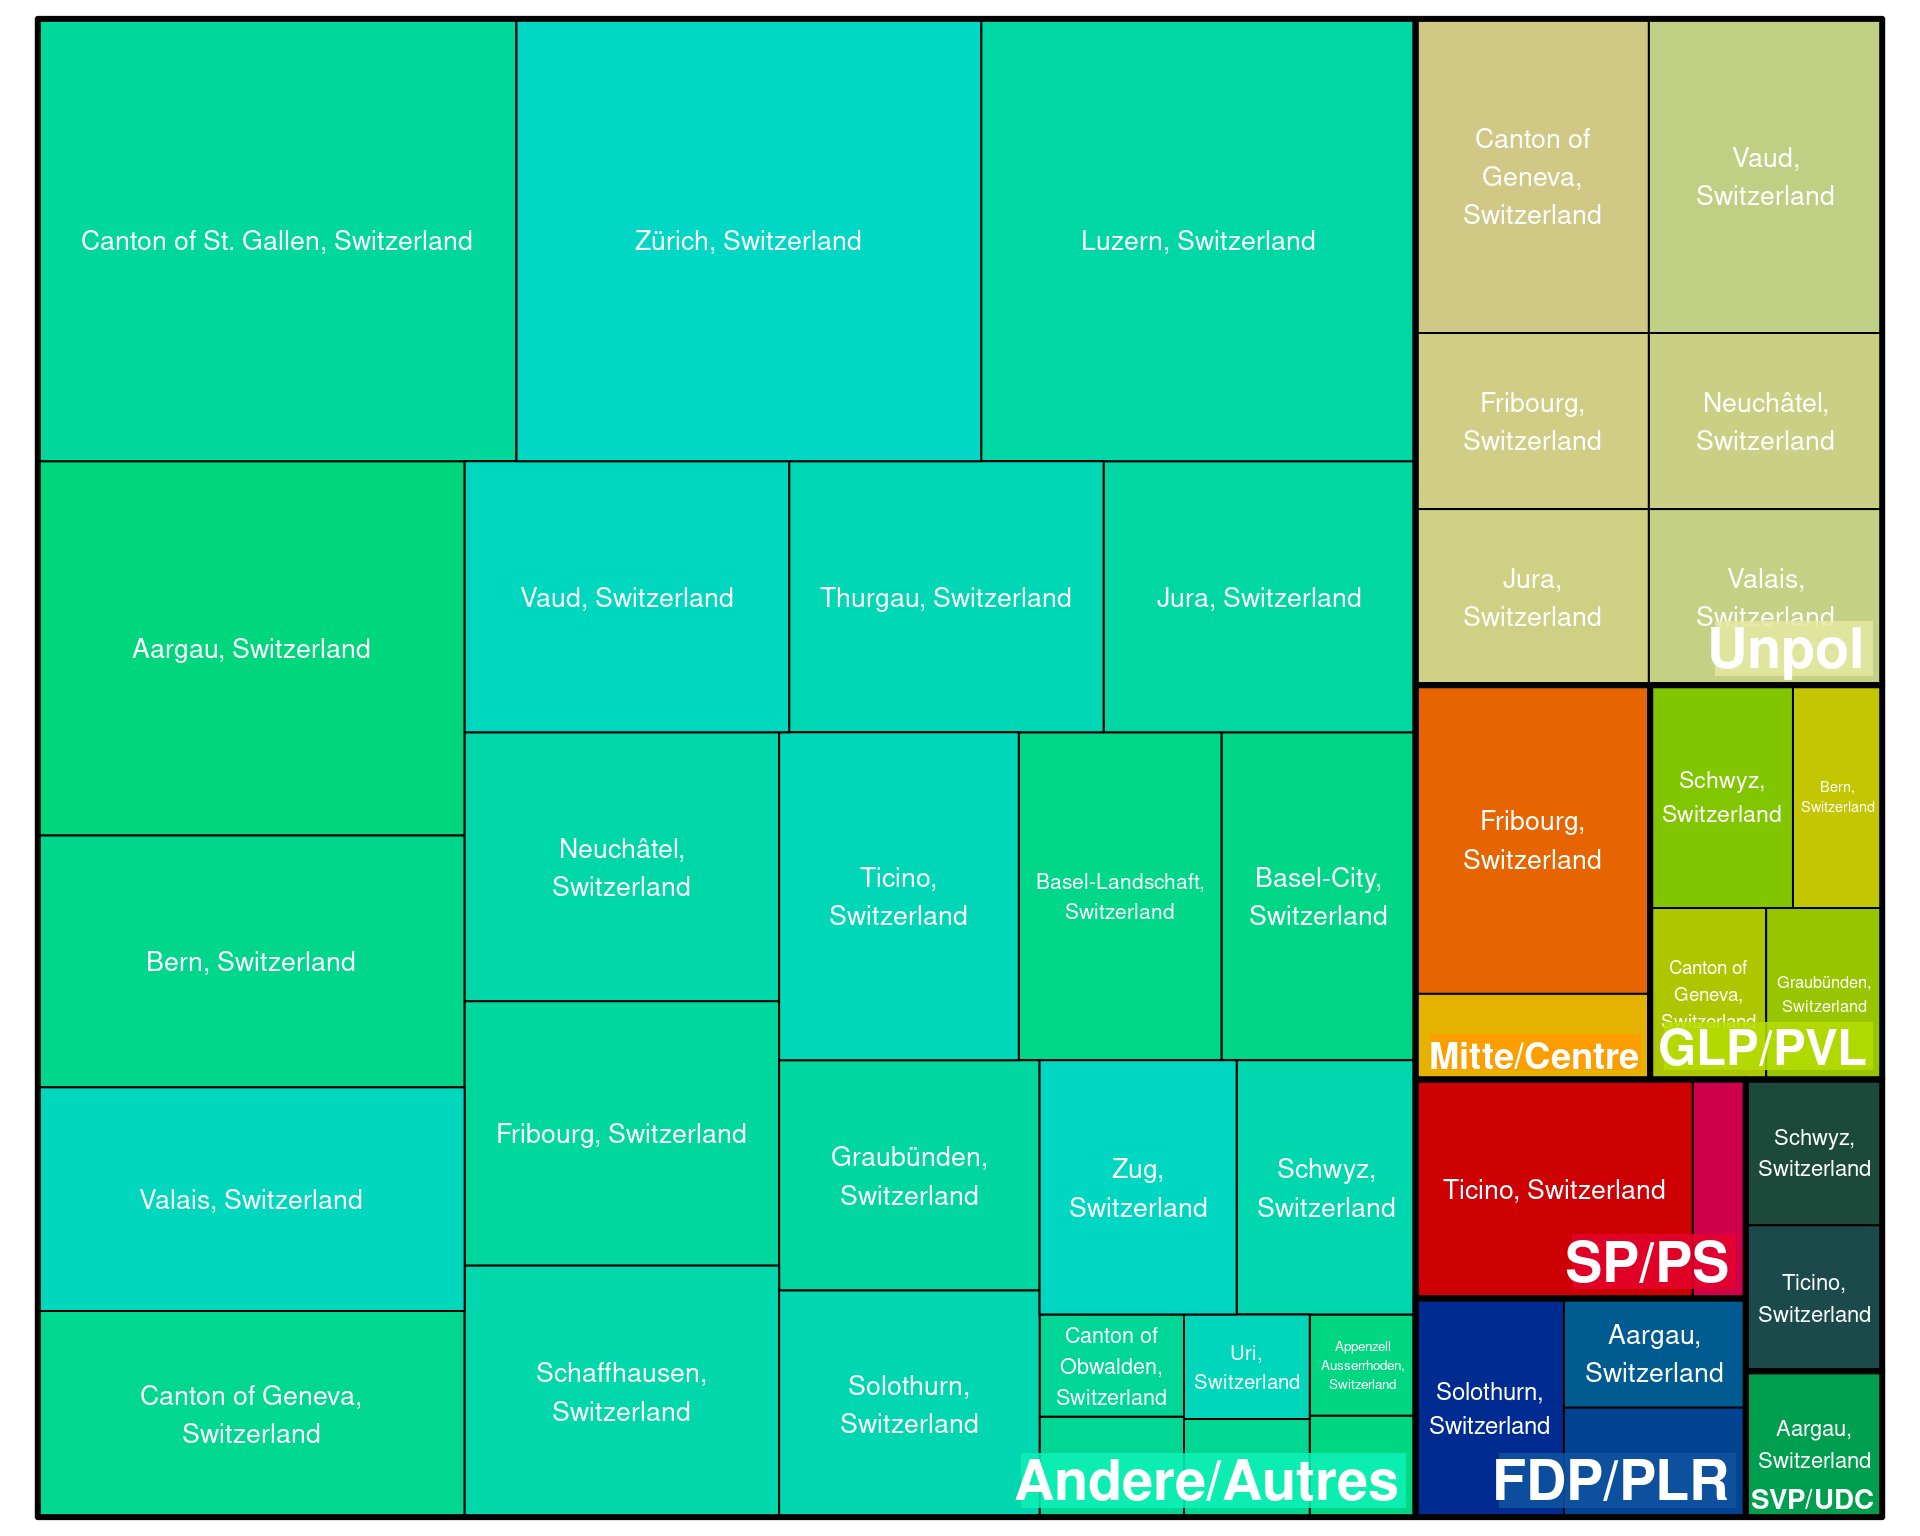 Canton of St. Gallen, Switzerland
Zürich, Switzerland
Luzern, Switzerland
Aargau, Switzerland
Vaud, Switzerland
Thurgau, Switzerland
Jura, Switzerland
Bern, Switzerland
Neuchâtel,
Switzerland
Ticino,
Switzerland
Basel-Landschaft,
Switzerland
Basel-City,
Switzerland
Valais, Switzerland
Fribourg, Switzerland
Graubünden,
Switzerland
Zug,
Switzerland
Schwyz,
Switzerland
Canton of Geneva,
Switzerland
Schaffhausen,
Switzerland
Solothurn,
Switzerland
Canton of
Obwalden,
Switzerland
Uri,
Switzerland
Appenzell
Ausserrhoden,
Switzerland
Andere/Autres
Canton of
Geneva,
Switzerland
Vaud,
Switzerland
Fribourg,
Switzerland
Neuchâtel,
Switzerland
Jura,
Switzerland
Valais,
Switzerland
Unpol
Fribourg,
Switzerland
Mitte/Centre
Schwyz,
Switzerland
Bern,
Switzerland
Canton of
Geneva,
Switzerland
Graubünden,
Switzerland
GLP/PVL
Ticino, Switzerland
SP/PS
Schwyz,
Switzerland
Ticino,
Switzerland
Solothurn,
Switzerland
Aargau,
Switzerland
FDP/PLR
Aargau,
Switzerland
SVP/UDC